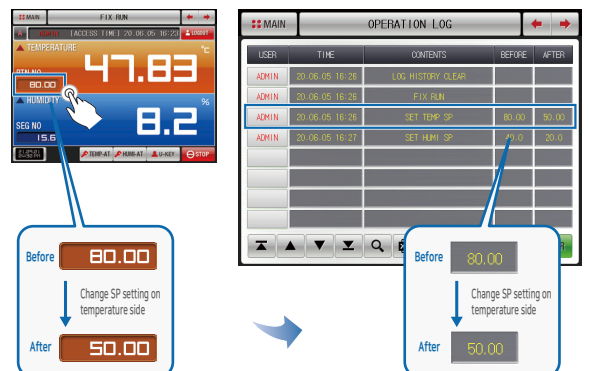 MAIN
FIX RUN
[ACCESS TIME] 20.06.05 16:23
LOGOUT
TEMPERATURE
℃
47.83
80.00
HUMIDITY
%
8.2
SEG NO
15.6
TEMP-AT
HUMI-AT
U-KEY
STOP
Before
80.00
Change SP setting on
temperature side
After
50.00
MAIN
OPERATION LOG
USER TIME CONTENTS BEFORE AFTER
ADMIN 20.06.05 16:26 LOG HISTORY CLEAR
ADMIN 20.06.05 16:26 FIX RUN
ADMIN 20.06.05 16:26 SET TEMP SP 80.00 50.00
ADMIN 20.06.05 16:27 SET HUMI SP 20.0
Before
80.00
Change SP setting on
temperature side
After
50.00